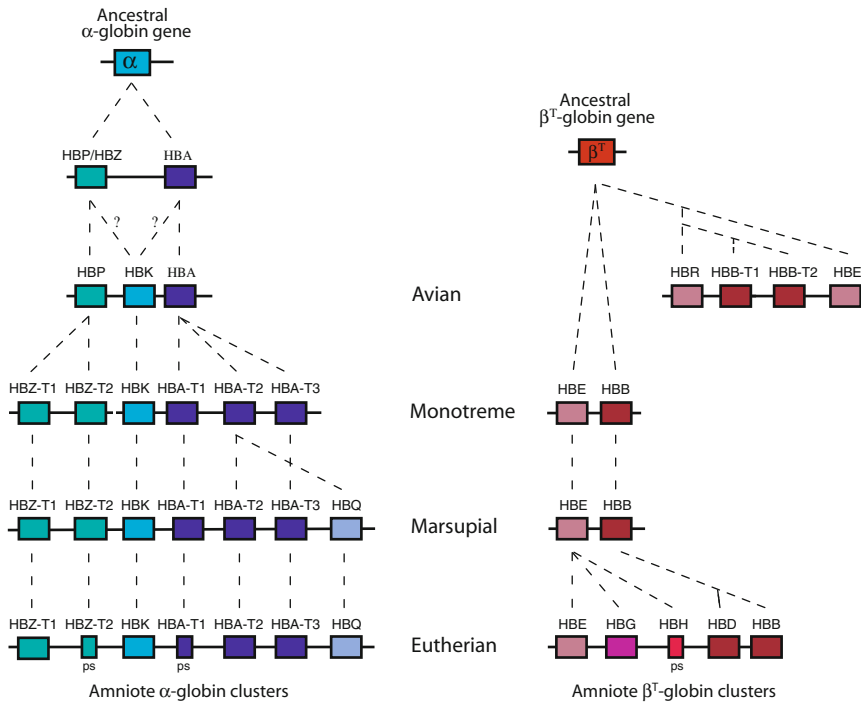 Ancestral
α-globin gene
α
HBP/HBZ HBA
? ?
HBP HBK HBA
Ancestral
βᵀ-globin gene
βᵀ
Avian
HBR HBB-T1 HBB-T2 HBE
HBZ-T1 HBZ-T2 HBK HBA-T1 HBA-T2 HBA-T3
Monotreme
HBE HBB
HBZ-T1 HBZ-T2 HBK HBA-T1 HBA-T2 HBA-T3 HBQ
Marsupial
HBE HBB
HBZ-T1 HBZ-T2 HBK HBA-T1 HBA-T2 HBA-T3 HBQ
ps ps
Eutherian
HBE HBG HBH HBD HBB
ps
Amniote α-globin clusters
Amniote βᵀ-globin clusters